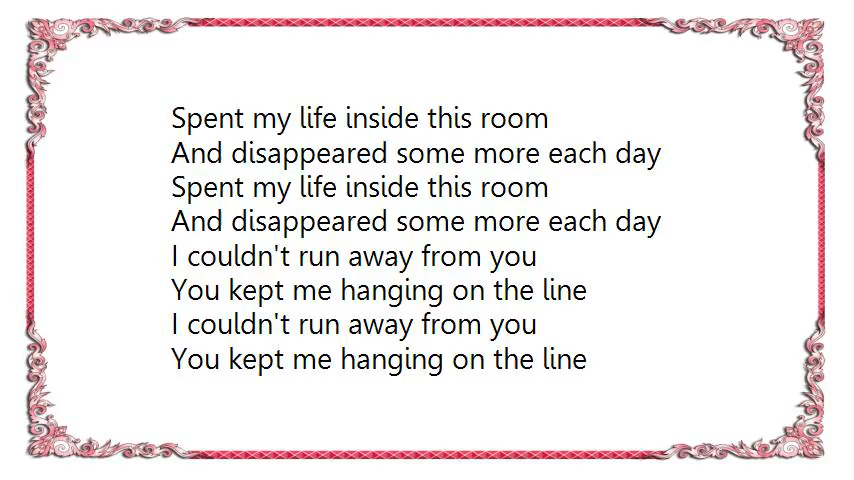 Spent my life inside this room
And disappeared some more each day
Spent my life inside this room
And disappeared some more each day
I couldn't run away from you
You kept me hanging on the line
I couldn't run away from you
You kept me hanging on the line